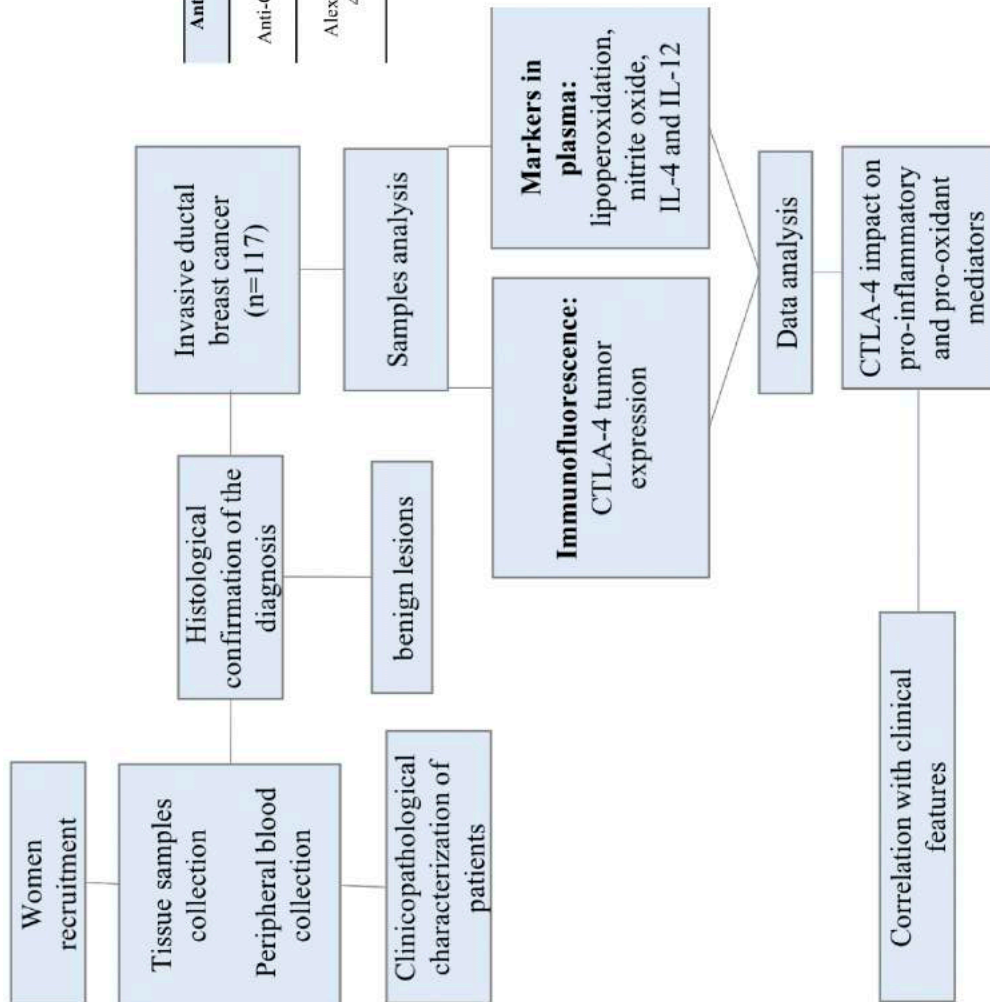 Women
recruitment
Tissue samples
collection
Peripheral blood
collection
Clinicopathological
characterization of
patients
Histological
confirmation of the
diagnosis
benign lesions
Invasive ductal
breast cancer
(n=117)
Samples analysis
Immunofluorescence:
CTLA-4 tumor
expression
Markers in
plasma:
lipoperoxidation,
nitrite oxide,
IL-4 and IL-12
Data analysis
CTLA-4 impact on
pro-inflammatory
and pro-oxidant
mediators
Correlation with clinical
features